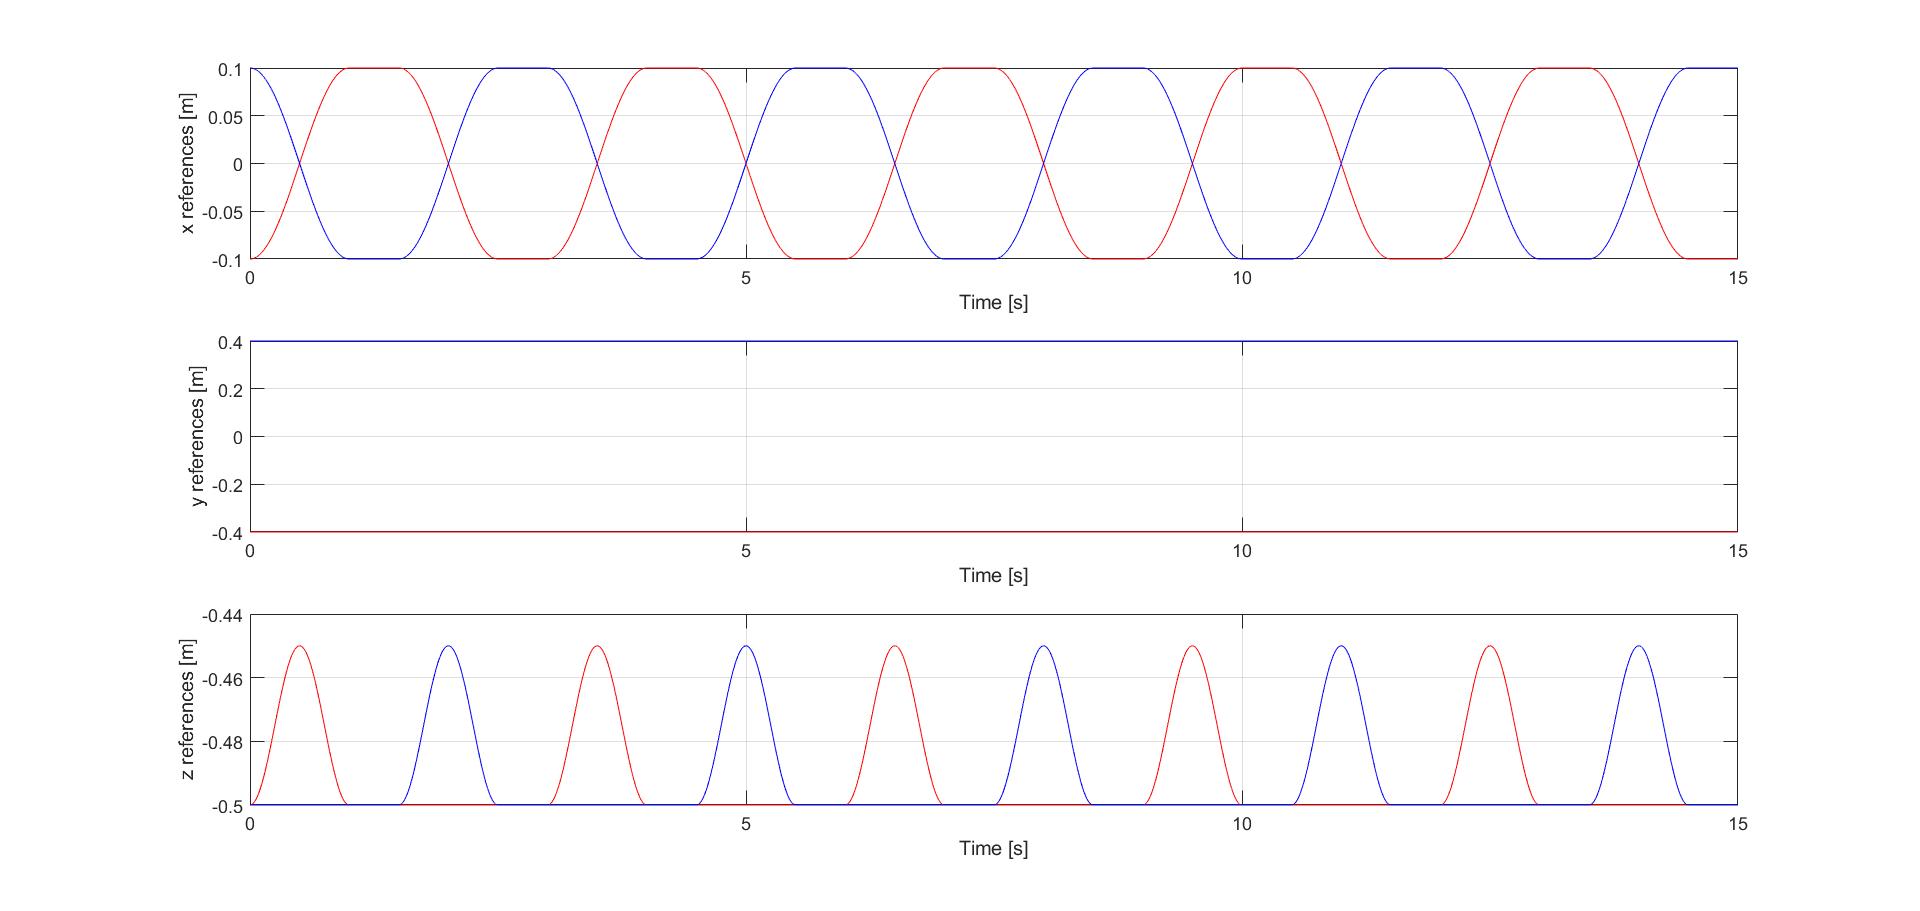 x references [m]
0.1
0.05
0
-0.05
-0.1
0 5 10 15
Time [s]
y references [m]
0.4
0.2
0
-0.2
-0.4
0 5 10 15
Time [s]
z references [m]
-0.44
-0.46
-0.48
-0.5
0 5 10 15
Time [s]